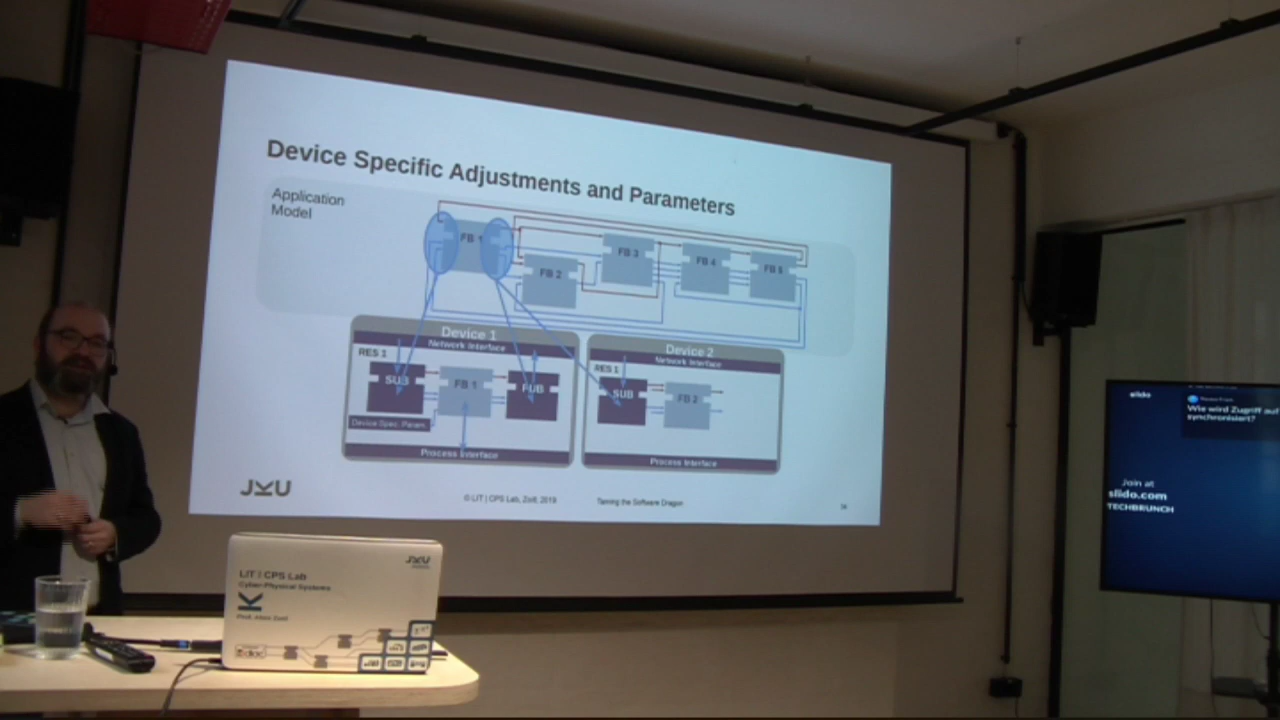 Device Specific Adjustments and Parameters
Application
Model
FB 1
FB 2
FB 3
FB 4
FB 5
Device 1
Network Interface
RES 1
SUB
FB 1
PUB
Device Spec. Param.
Process Interface
Device 2
Network Interface
RES 1
SUB
FB 2
Process Interface
JKU
© LIT | CPS Lab, Zoitl, 2019
Taming the Software Dragon
JKU
LIT | CPS Lab
Cyber-Physical Systems
K
Prof. Alois Zoitl
slido
Wie wird Zugriff auf
synchronisiert?
Join at
slido.com
TECHBRUNCH